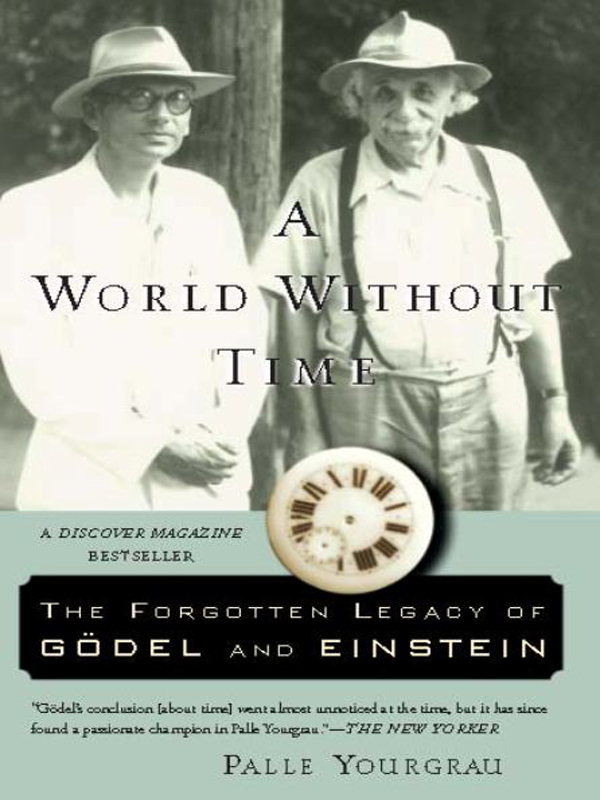 A
WORLD WITHOUT
TIME
A DISCOVER MAGAZINE
BESTSELLER
THE FORGOTTEN LEGACY OF
GÖDEL AND EINSTEIN
"Gödel's conclusion [about time] went almost unnoticed at the time, but it has since
found a passionate champion in Palle Yourgrau."—THE NEW YORKER
PALLE YOURGRAU